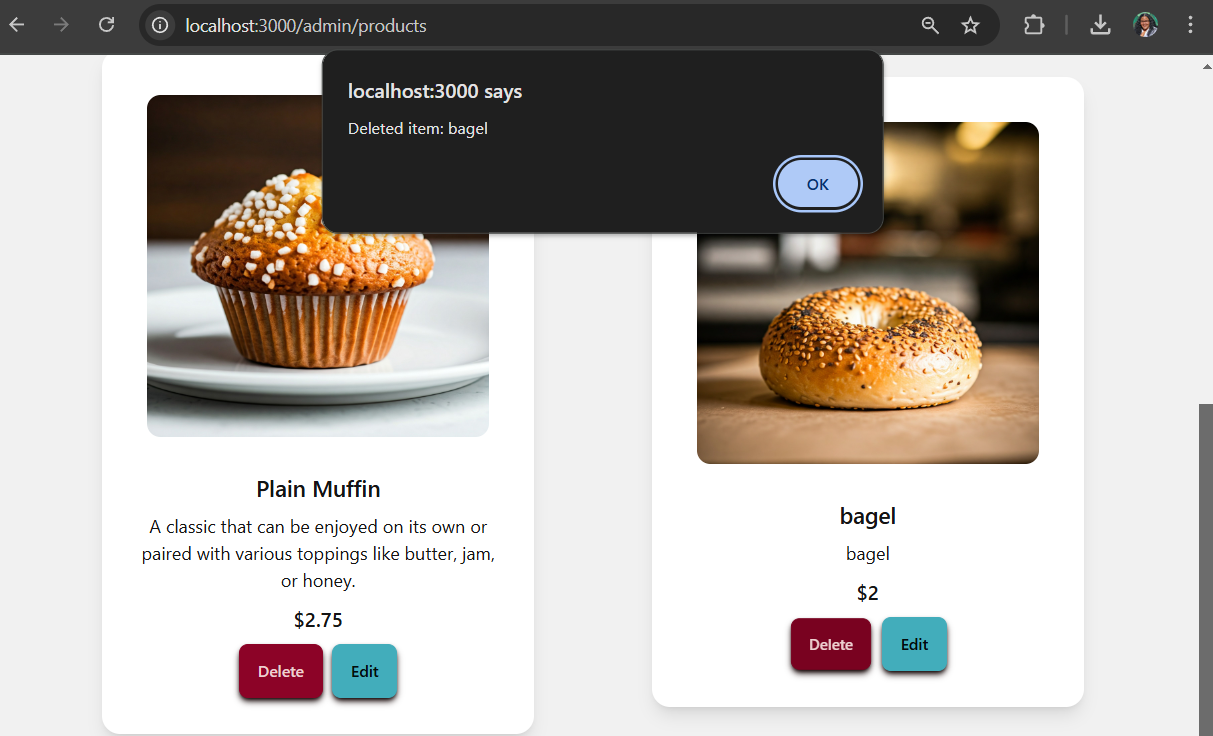 localhost:3000/admin/products
localhost:3000 says
Deleted item: bagel
OK
Plain Muffin
A classic that can be enjoyed on its own or
paired with various toppings like butter, jam,
or honey.
$2.75
Delete
Edit
bagel
bagel
$2
Delete
Edit